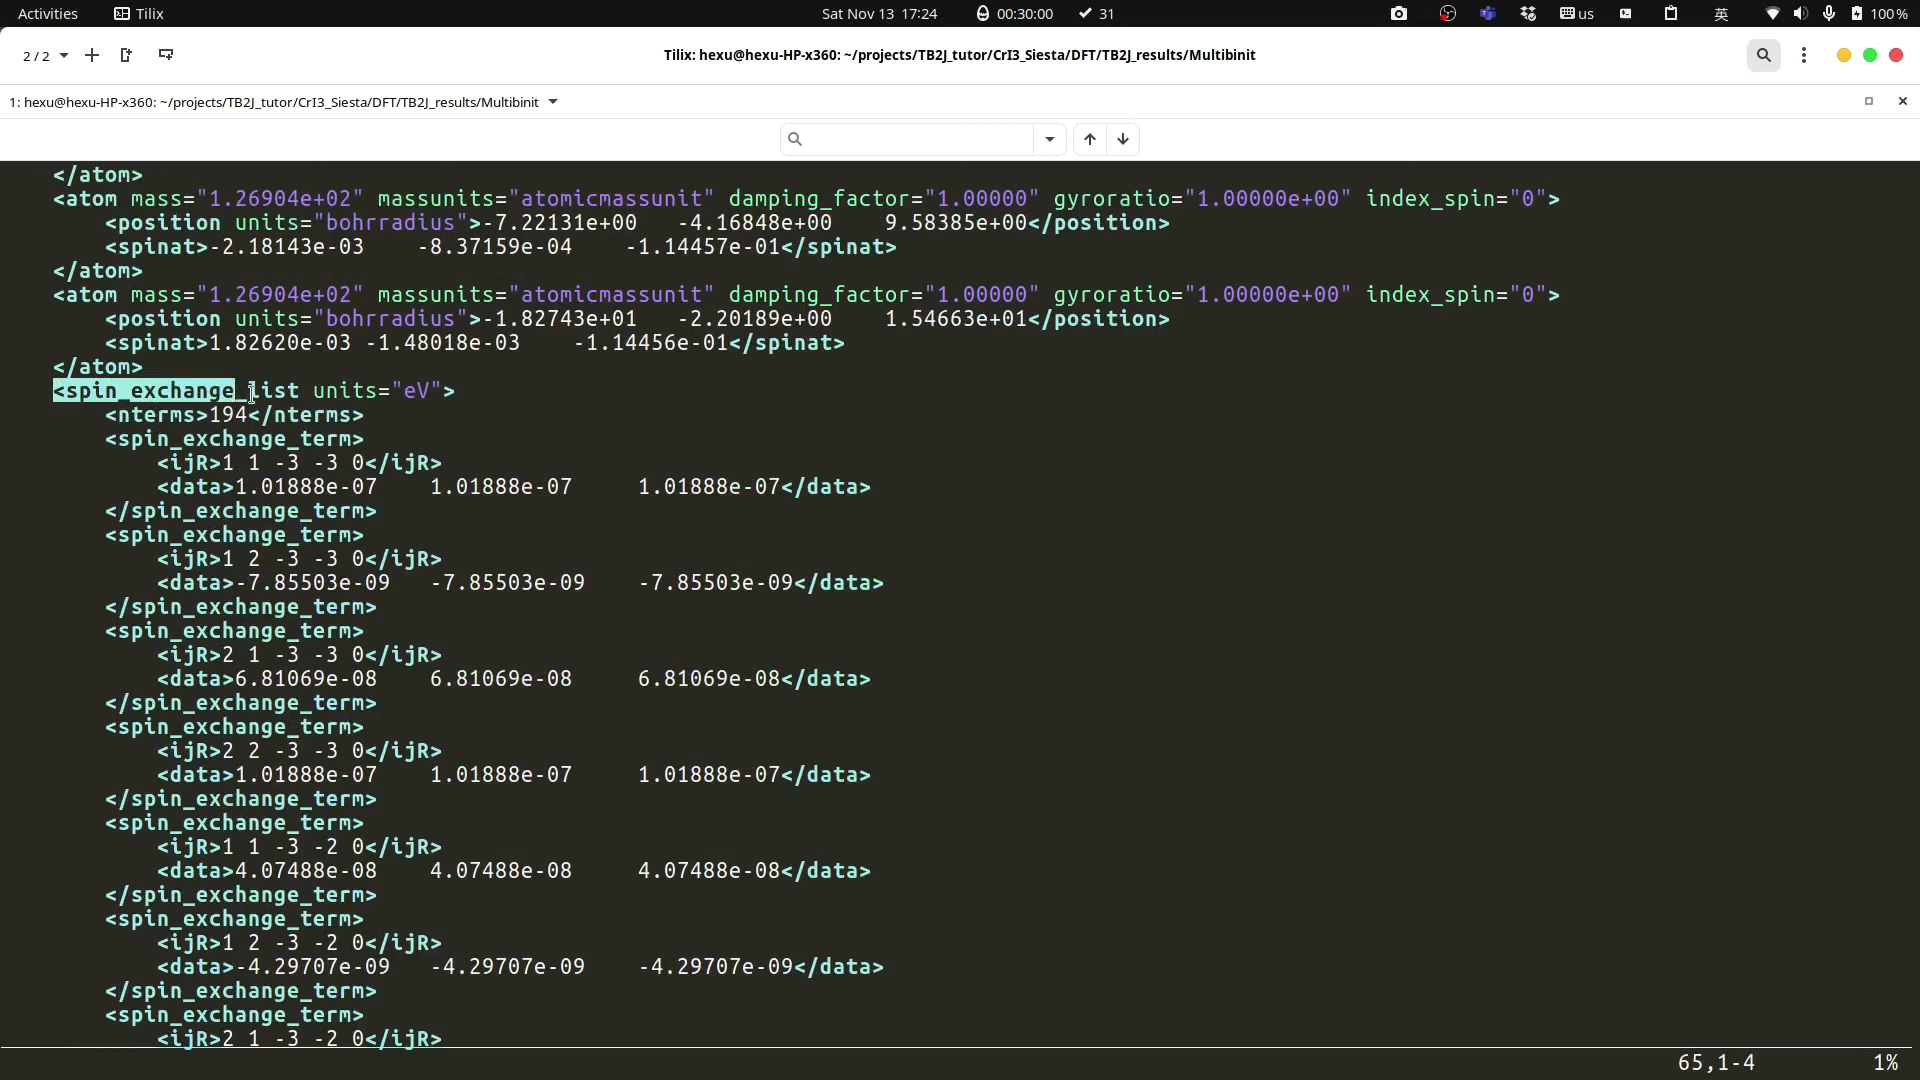 Activities Tilix Sat Nov 13 17:24 00:30:00 31 us 英 100%
2 / 2 Tilix: hexu@hexu-HP-x360: ~/projects/TB2J_tutor/CrI3_Siesta/DFT/TB2J_results/Multibinit
1: hexu@hexu-HP-x360: ~/projects/TB2J_tutor/CrI3_Siesta/DFT/TB2J_results/Multibinit
</atom>
<atom mass="1.26904e+02" massunits="atomicmassunit" damping_factor="1.00000" gyroratio="1.00000e+00" index_spin="0">
<position units="bohrradius">-7.22131e+00 -4.16848e+00 9.58385e+00</position>
<spinat>-2.18143e-03 -8.37159e-04 -1.14457e-01</spinat>
</atom>
<atom mass="1.26904e+02" massunits="atomicmassunit" damping_factor="1.00000" gyroratio="1.00000e+00" index_spin="0">
<position units="bohrradius">-1.82743e+01 -2.20189e+00 1.54663e+01</position>
<spinat>1.82620e-03 -1.48018e-03 -1.14456e-01</spinat>
</atom>
<spin_exchange_list units="eV">
<nterms>194</nterms>
<spin_exchange_term>
<ijR>1 1 -3 -3 0</ijR>
<data>1.01888e-07 1.01888e-07 1.01888e-07</data>
</spin_exchange_term>
<spin_exchange_term>
<ijR>1 2 -3 -3 0</ijR>
<data>-7.85503e-09 -7.85503e-09 -7.85503e-09</data>
</spin_exchange_term>
<spin_exchange_term>
<ijR>2 1 -3 -3 0</ijR>
<data>6.81069e-08 6.81069e-08 6.81069e-08</data>
</spin_exchange_term>
<spin_exchange_term>
<ijR>2 2 -3 -3 0</ijR>
<data>1.01888e-07 1.01888e-07 1.01888e-07</data>
</spin_exchange_term>
<spin_exchange_term>
<ijR>1 1 -3 -2 0</ijR>
<data>4.07488e-08 4.07488e-08 4.07488e-08</data>
</spin_exchange_term>
<spin_exchange_term>
<ijR>1 2 -3 -2 0</ijR>
<data>-4.29707e-09 -4.29707e-09 -4.29707e-09</data>
</spin_exchange_term>
<spin_exchange_term>
<ijR>2 1 -3 -2 0</ijR>
65,1-4 1%